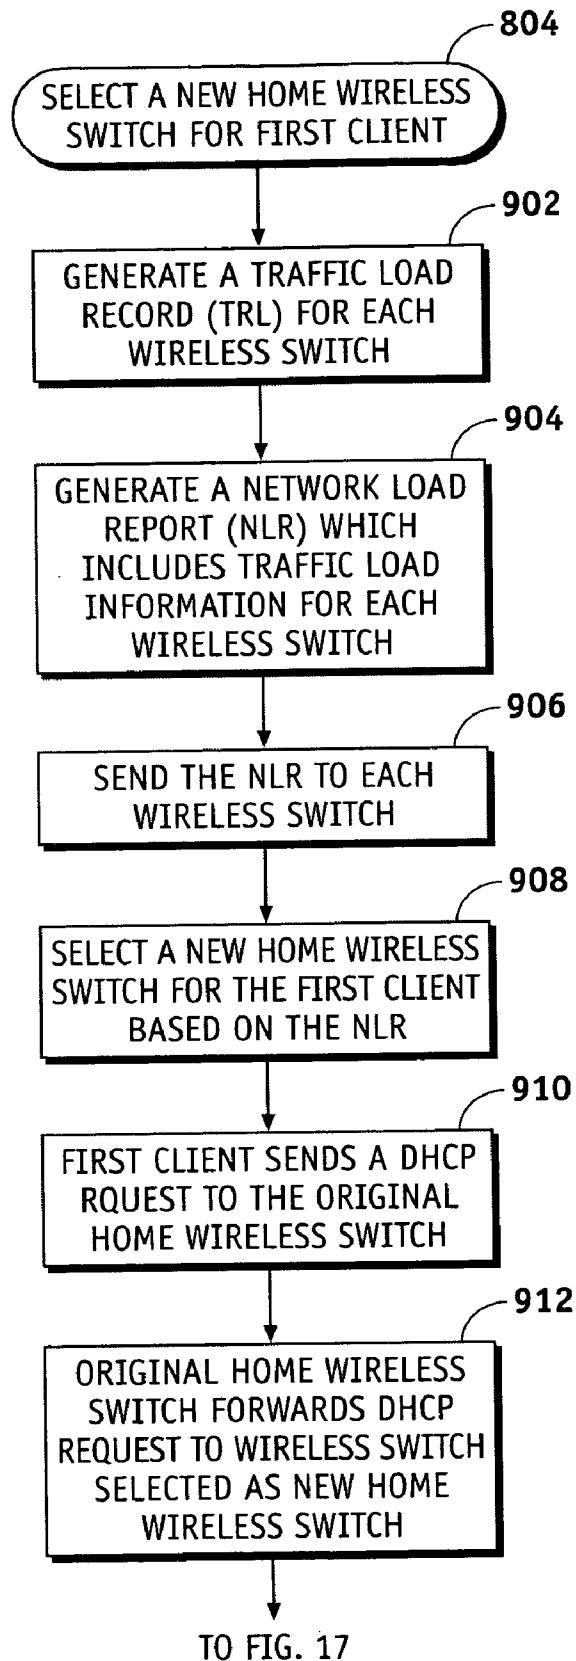 804
SELECT A NEW HOME WIRELESS
SWITCH FOR FIRST CLIENT
902
GENERATE A TRAFFIC LOAD
RECORD (TRL) FOR EACH
WIRELESS SWITCH
904
GENERATE A NETWORK LOAD
REPORT (NLR) WHICH
INCLUDES TRAFFIC LOAD
INFORMATION FOR EACH
WIRELESS SWITCH
906
SEND THE NLR TO EACH
WIRELESS SWITCH
908
SELECT A NEW HOME WIRELESS
SWITCH FOR THE FIRST CLIENT
BASED ON THE NLR
910
FIRST CLIENT SENDS A DHCP
RQUEST TO THE ORIGINAL
HOME WIRELESS SWITCH
912
ORIGINAL HOME WIRELESS
SWITCH FORWARDS DHCP
REQUEST TO WIRELESS SWITCH
SELECTED AS NEW HOME
WIRELESS SWITCH
TO FIG. 17